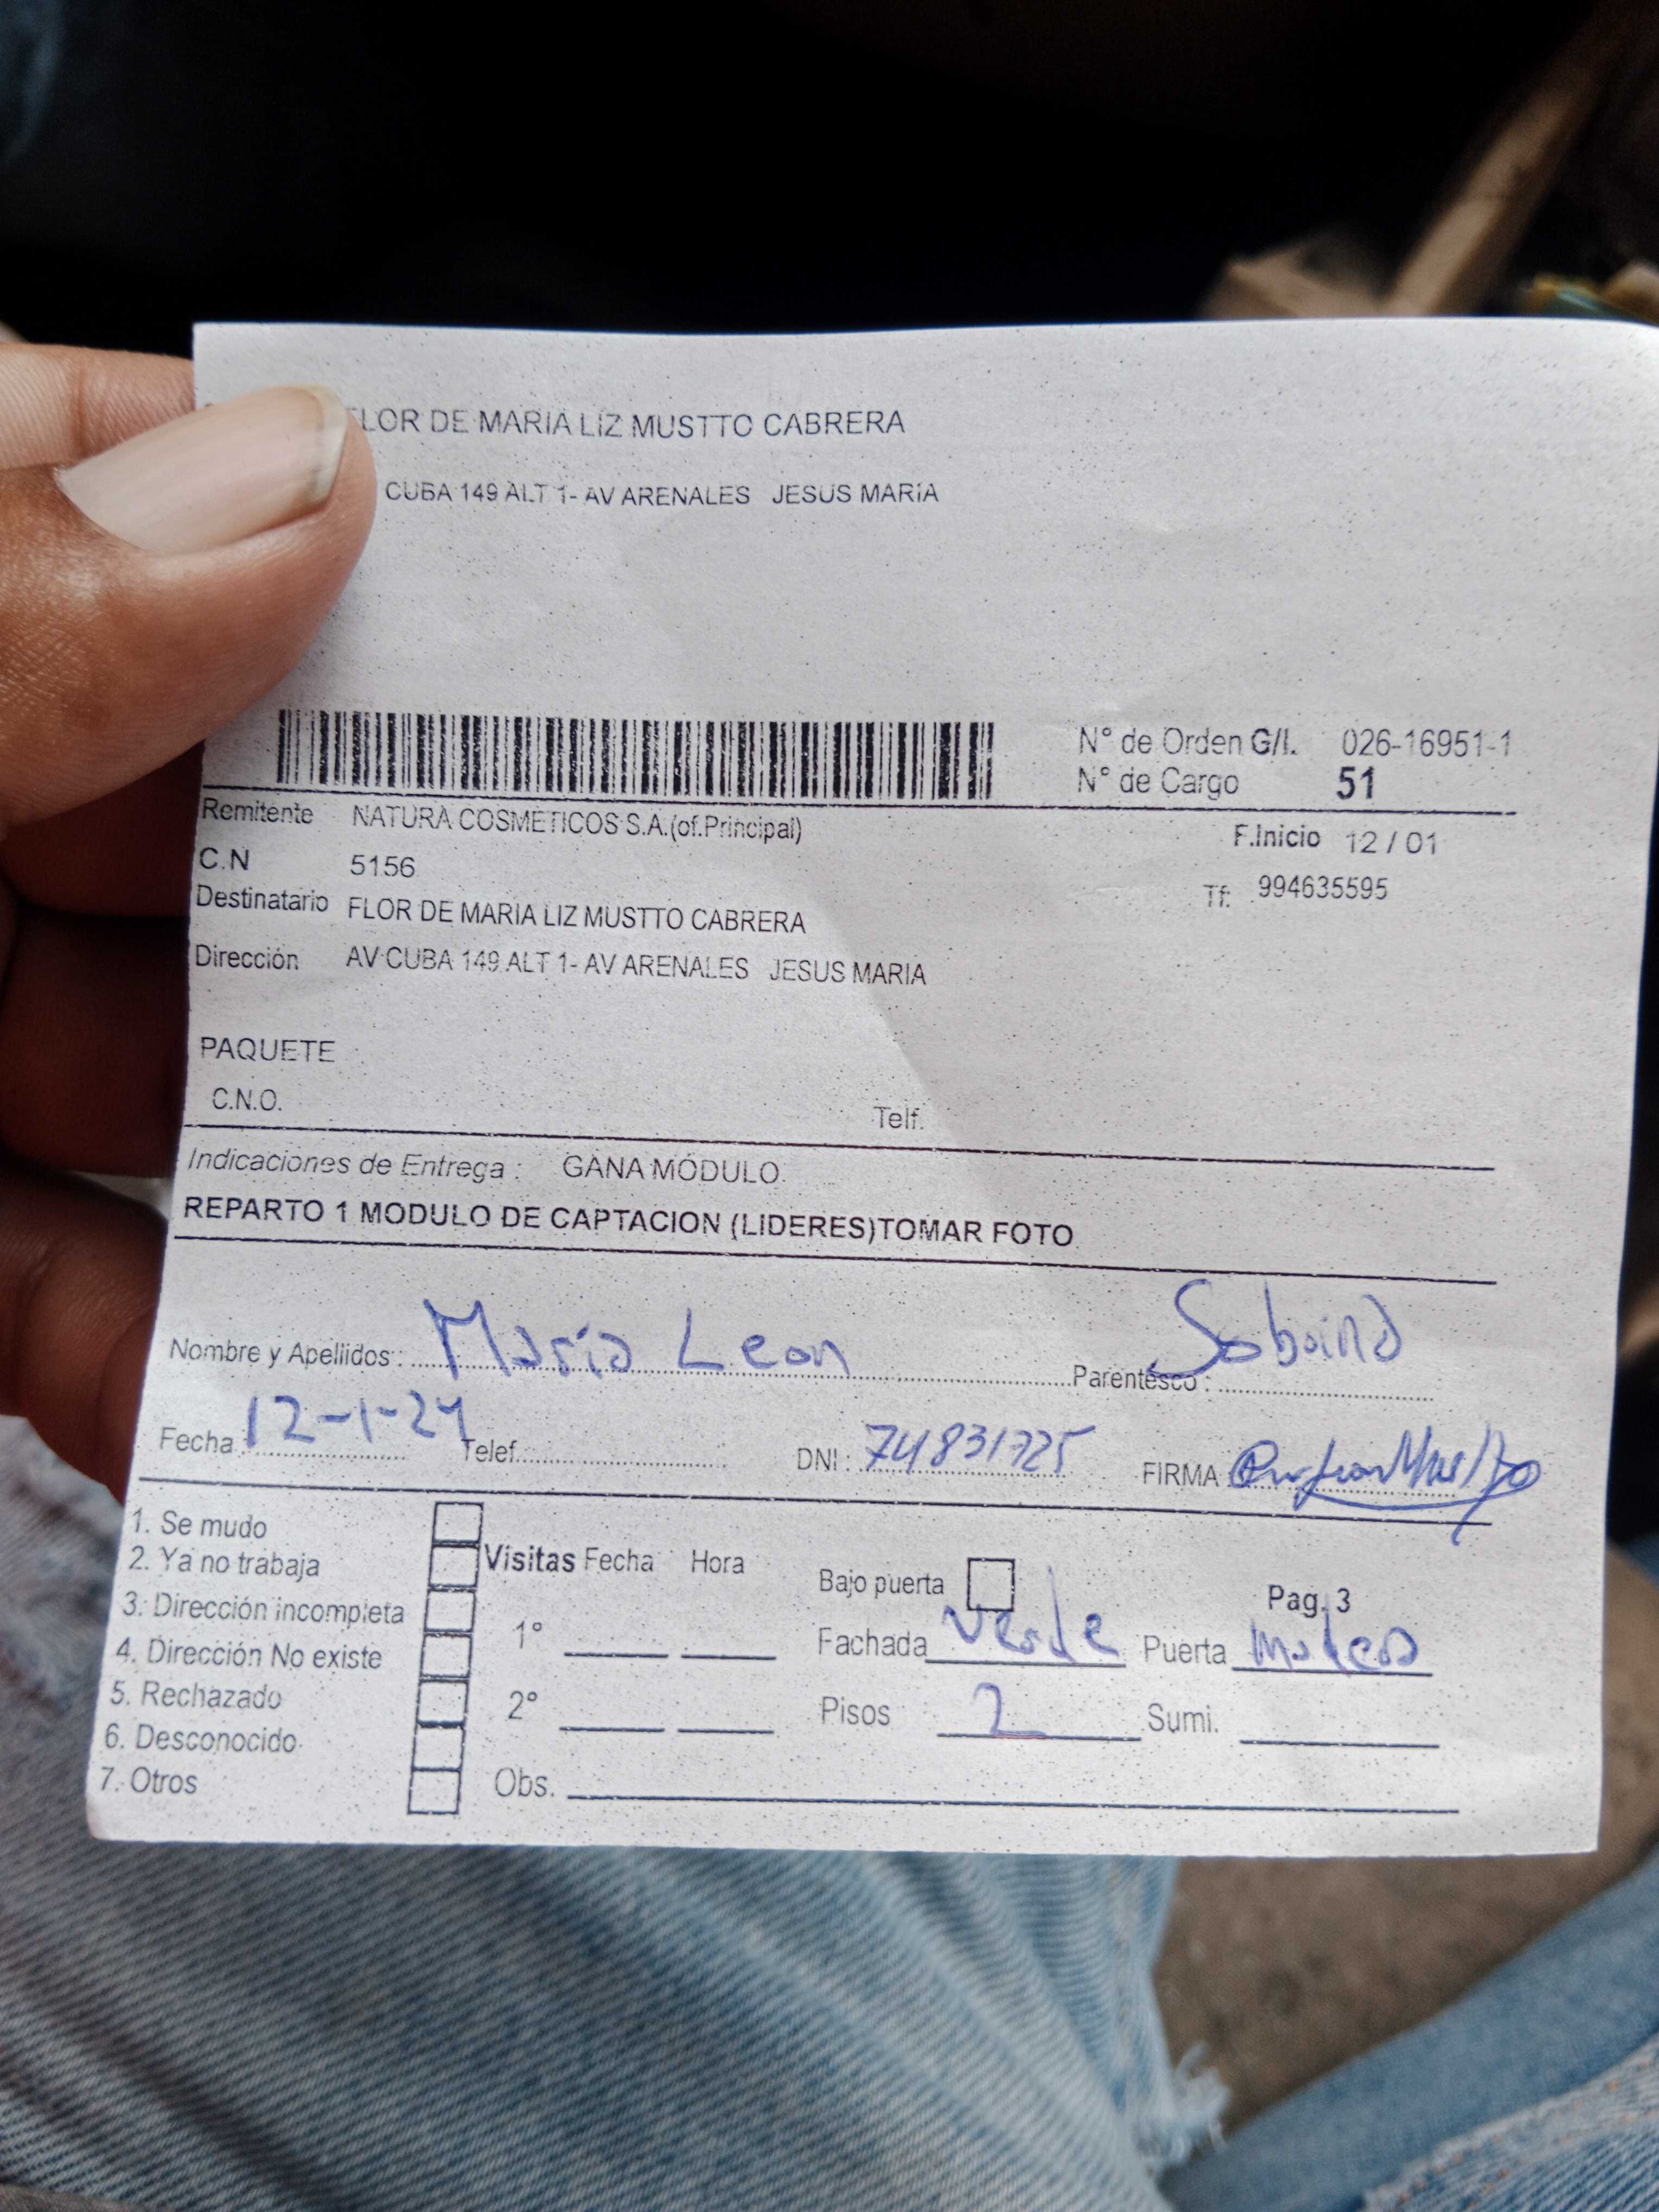 FLOR DE MARIA LIZ MUSTTO CABRERA
CUBA 149 ALT 1- AV ARENALES JESUS MARIA
N° de Orden G/I. 026-16951-1
N° de Cargo 51
Remitente NATURA COSMETICOS S.A.(of.Principal)
F.Inicio 12 / 01
C.N 5156
Tf: 994635595
Destinatario FLOR DE MARIA LIZ MUSTTO CABRERA
Dirección AV CUBA 149 ALT 1- AV ARENALES JESUS MARIA
PAQUETE
C.N.O. Telf.
Indicaciones de Entrega : GANA MÓDULO
REPARTO 1 MODULO DE CAPTACION (LIDERES)TOMAR FOTO
Nombre y Apellidos : Maria Leon Parentesco : Sobrina
Fecha : 12-1-24 Telef. DNI : 74831725 FIRMA
1. Se mudo
2. Ya no trabaja
3. Dirección incompleta
4. Dirección No existe
5. Rechazado
6. Desconocido
7. Otros
Visitas Fecha Hora
1°
2°
Obs.
Bajo puerta Pag. 3
Fachada verde Puerta
Pisos 2 Sumi.